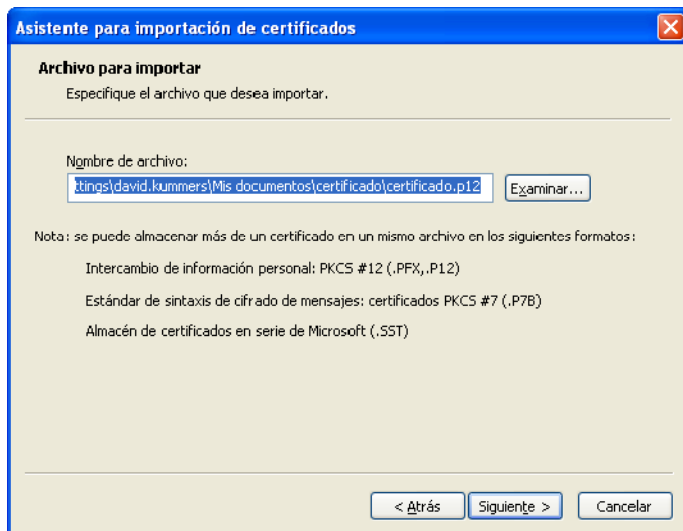 Asistente para importación de certificados
Archivo para importar
Especifique el archivo que desea importar.
Nombre de archivo:
ttings\david.kummers\Mis documentos\certificado\certificado.p12
Examinar...
Nota: se puede almacenar más de un certificado en un mismo archivo en los siguientes formatos:
Intercambio de información personal: PKCS #12 (.PFX,.P12)
Estándar de sintaxis de cifrado de mensajes: certificados PKCS #7 (.P7B)
Almacén de certificados en serie de Microsoft (.SST)
< Atrás
Siguiente >
Cancelar